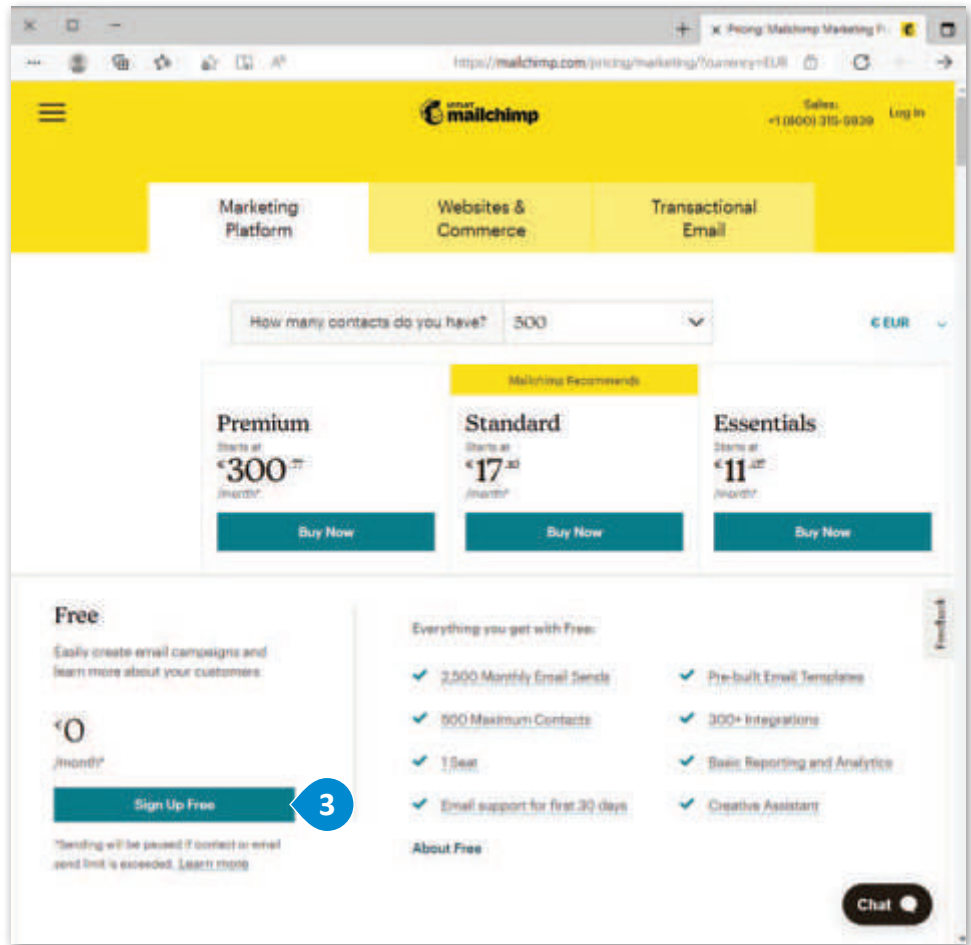 Pricing: Mailchimp Marketing P
https://mailchimp.com/pricing/marketing/?currency=EUR
intuit
mailchimp
Sales:
+1 (800) 315-5939
Log In
Marketing
Platform
Websites &
Commerce
Transactional
Email
How many contacts do you have?
500
€ EUR
Mailchimp Recommends
Premium
Starts at
€300
/month*
Buy Now
Standard
Starts at
€17
/month*
Buy Now
Essentials
Starts at
€11
/month*
Buy Now
Feedback
Free
Easily create email campaigns and
learn more about your customers
€0
/month*
Sign Up Free
3
*Sending will be paused if contact or email
send limit is exceeded. Learn more
Everything you get with Free:
2,500 Monthly Email Sends
500 Maximum Contacts
1 Seat
Email support for first 30 days
Pre-built Email Templates
300+ Integrations
Basic Reporting and Analytics
Creative Assistant
About Free
Chat